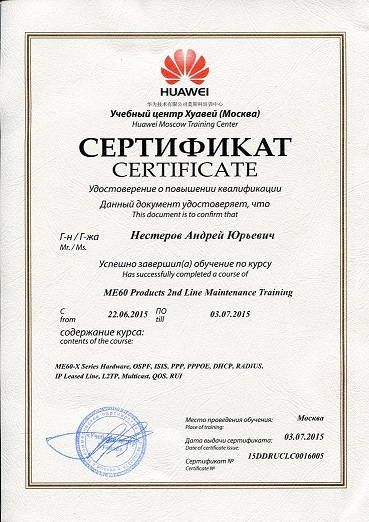 HUAWEI
华为技术有限公司莫斯科培训中心
Учебный центр Хуавей (Москва)
Huawei Moscow Training Center
СЕРТИФИКАТ
CERTIFICATE
Удостоверение о повышении квалификации
Данный документ удостоверяет, что
This document is to confirm that
Г-н / Г-жа Нестеров Андрей Юрьевич
Mr. / Ms.
Успешно завершил(а) обучение по курсу
Has successfully completed a course of
ME60 Products 2nd Line Maintenance Training
С 22.06.2015 ПО 03.07.2015
from till
содержание курса:
contents of the course:
ME60-X Series Hardware, OSPF, ISIS, PPP, PPPOE, DHCP, RADIUS,
IP Leased Line, L2TP, Multicast, QOS, RUI
Место проведения обучения: Москва
Place of training:
Дата выдачи сертификата: 03.07.2015
Date of certificate issue:
Сертификат № 15DDRUCLC0016005
Certificate №